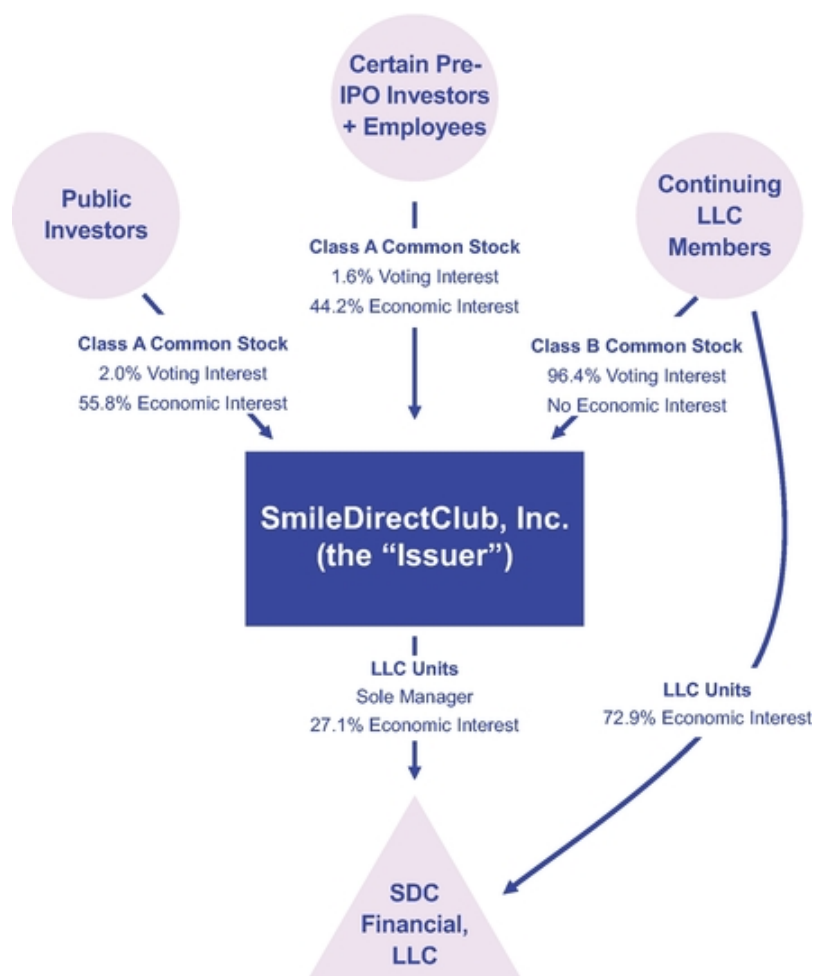 Certain Pre-
IPO Investors
+ Employees
Public
Investors
Continuing
LLC
Members
Class A Common Stock
1.6% Voting Interest
44.2% Economic Interest
Class A Common Stock
2.0% Voting Interest
55.8% Economic Interest
Class B Common Stock
96.4% Voting Interest
No Economic Interest
SmileDirectClub, Inc.
(the “Issuer”)
LLC Units
Sole Manager
27.1% Economic Interest
LLC Units
72.9% Economic Interest
SDC
Financial,
LLC